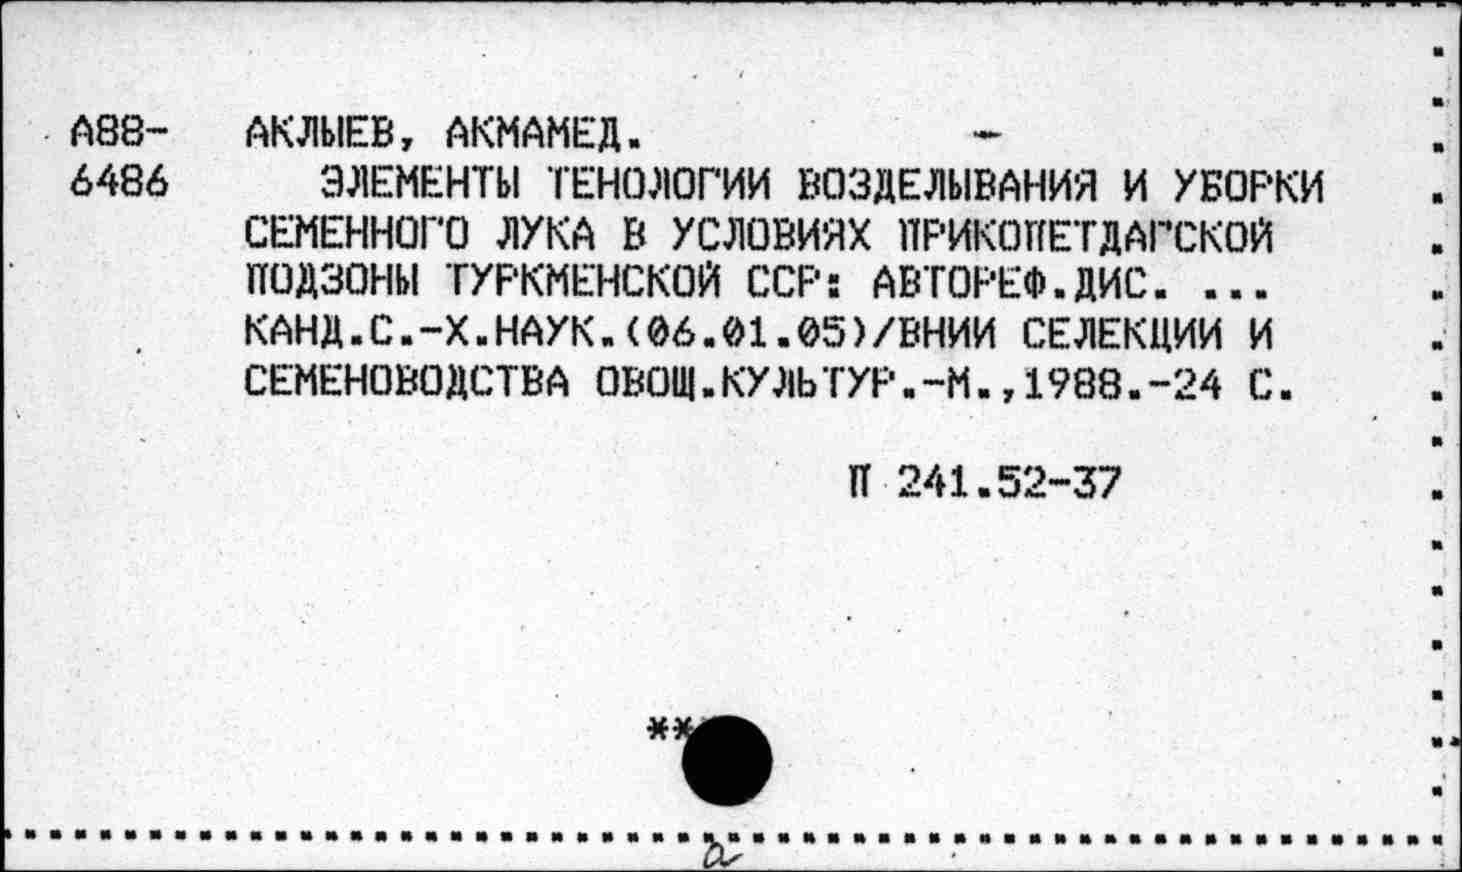 А88- АКЛЫЕВ, АКМАМЕД. -
6486 ЭЛЕМЕНТЫ ТЕНОЛОГИИ ВОЗДЕЛЫВАНИЯ И УБОРКИ
СЕМЕННОГО ЛУКА В УСЛОВИЯХ ПРИКОПЕТДАГСКОЙ
ПОДЗОНЫ ТУРКМЕНСКОЙ ССР: АВТОРЕФ.ДИС. ...
КАНД.С.-Х.НАУК.(06.01.05)/ВНИИ СЕЛЕКЦИИ И
СЕМЕНОВОДСТВА ОВОЩ.КУЛЬТУР.-М.,1988.-24 С.
П 241.52-37
**
а